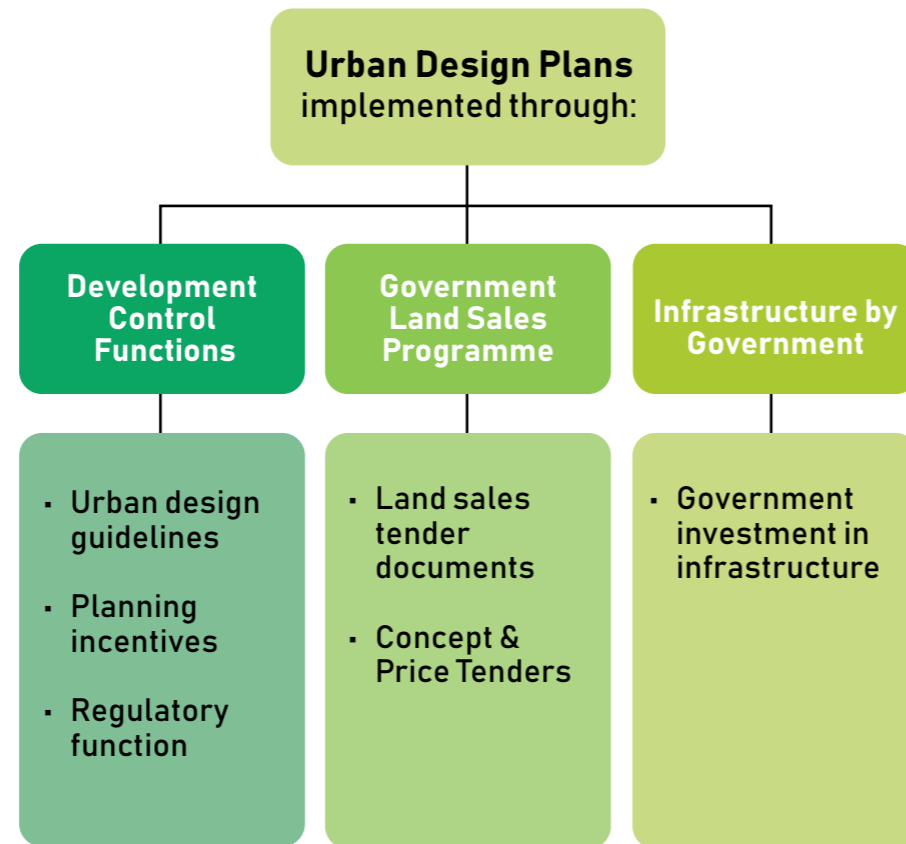 Urban Design Plans
implemented through:
Development
Control
Functions
Government
Land Sales
Programme
Infrastructure by
Government
· Urban design
guidelines
· Planning
incentives
· Regulatory
function
· Land sales
tender
documents
· Concept &
Price Tenders
· Government
investment in
infrastructure